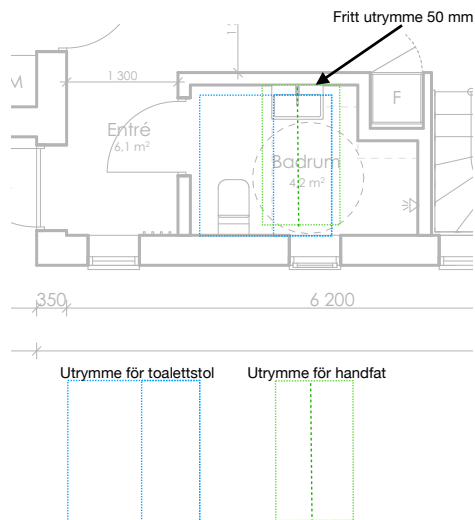 Fritt utrymme 50 mm
M
1 300
F
Entré
6,1 m²
Badrum
4,2 m²
350
6 200
Utrymme för toalettstol
Utrymme för handfat